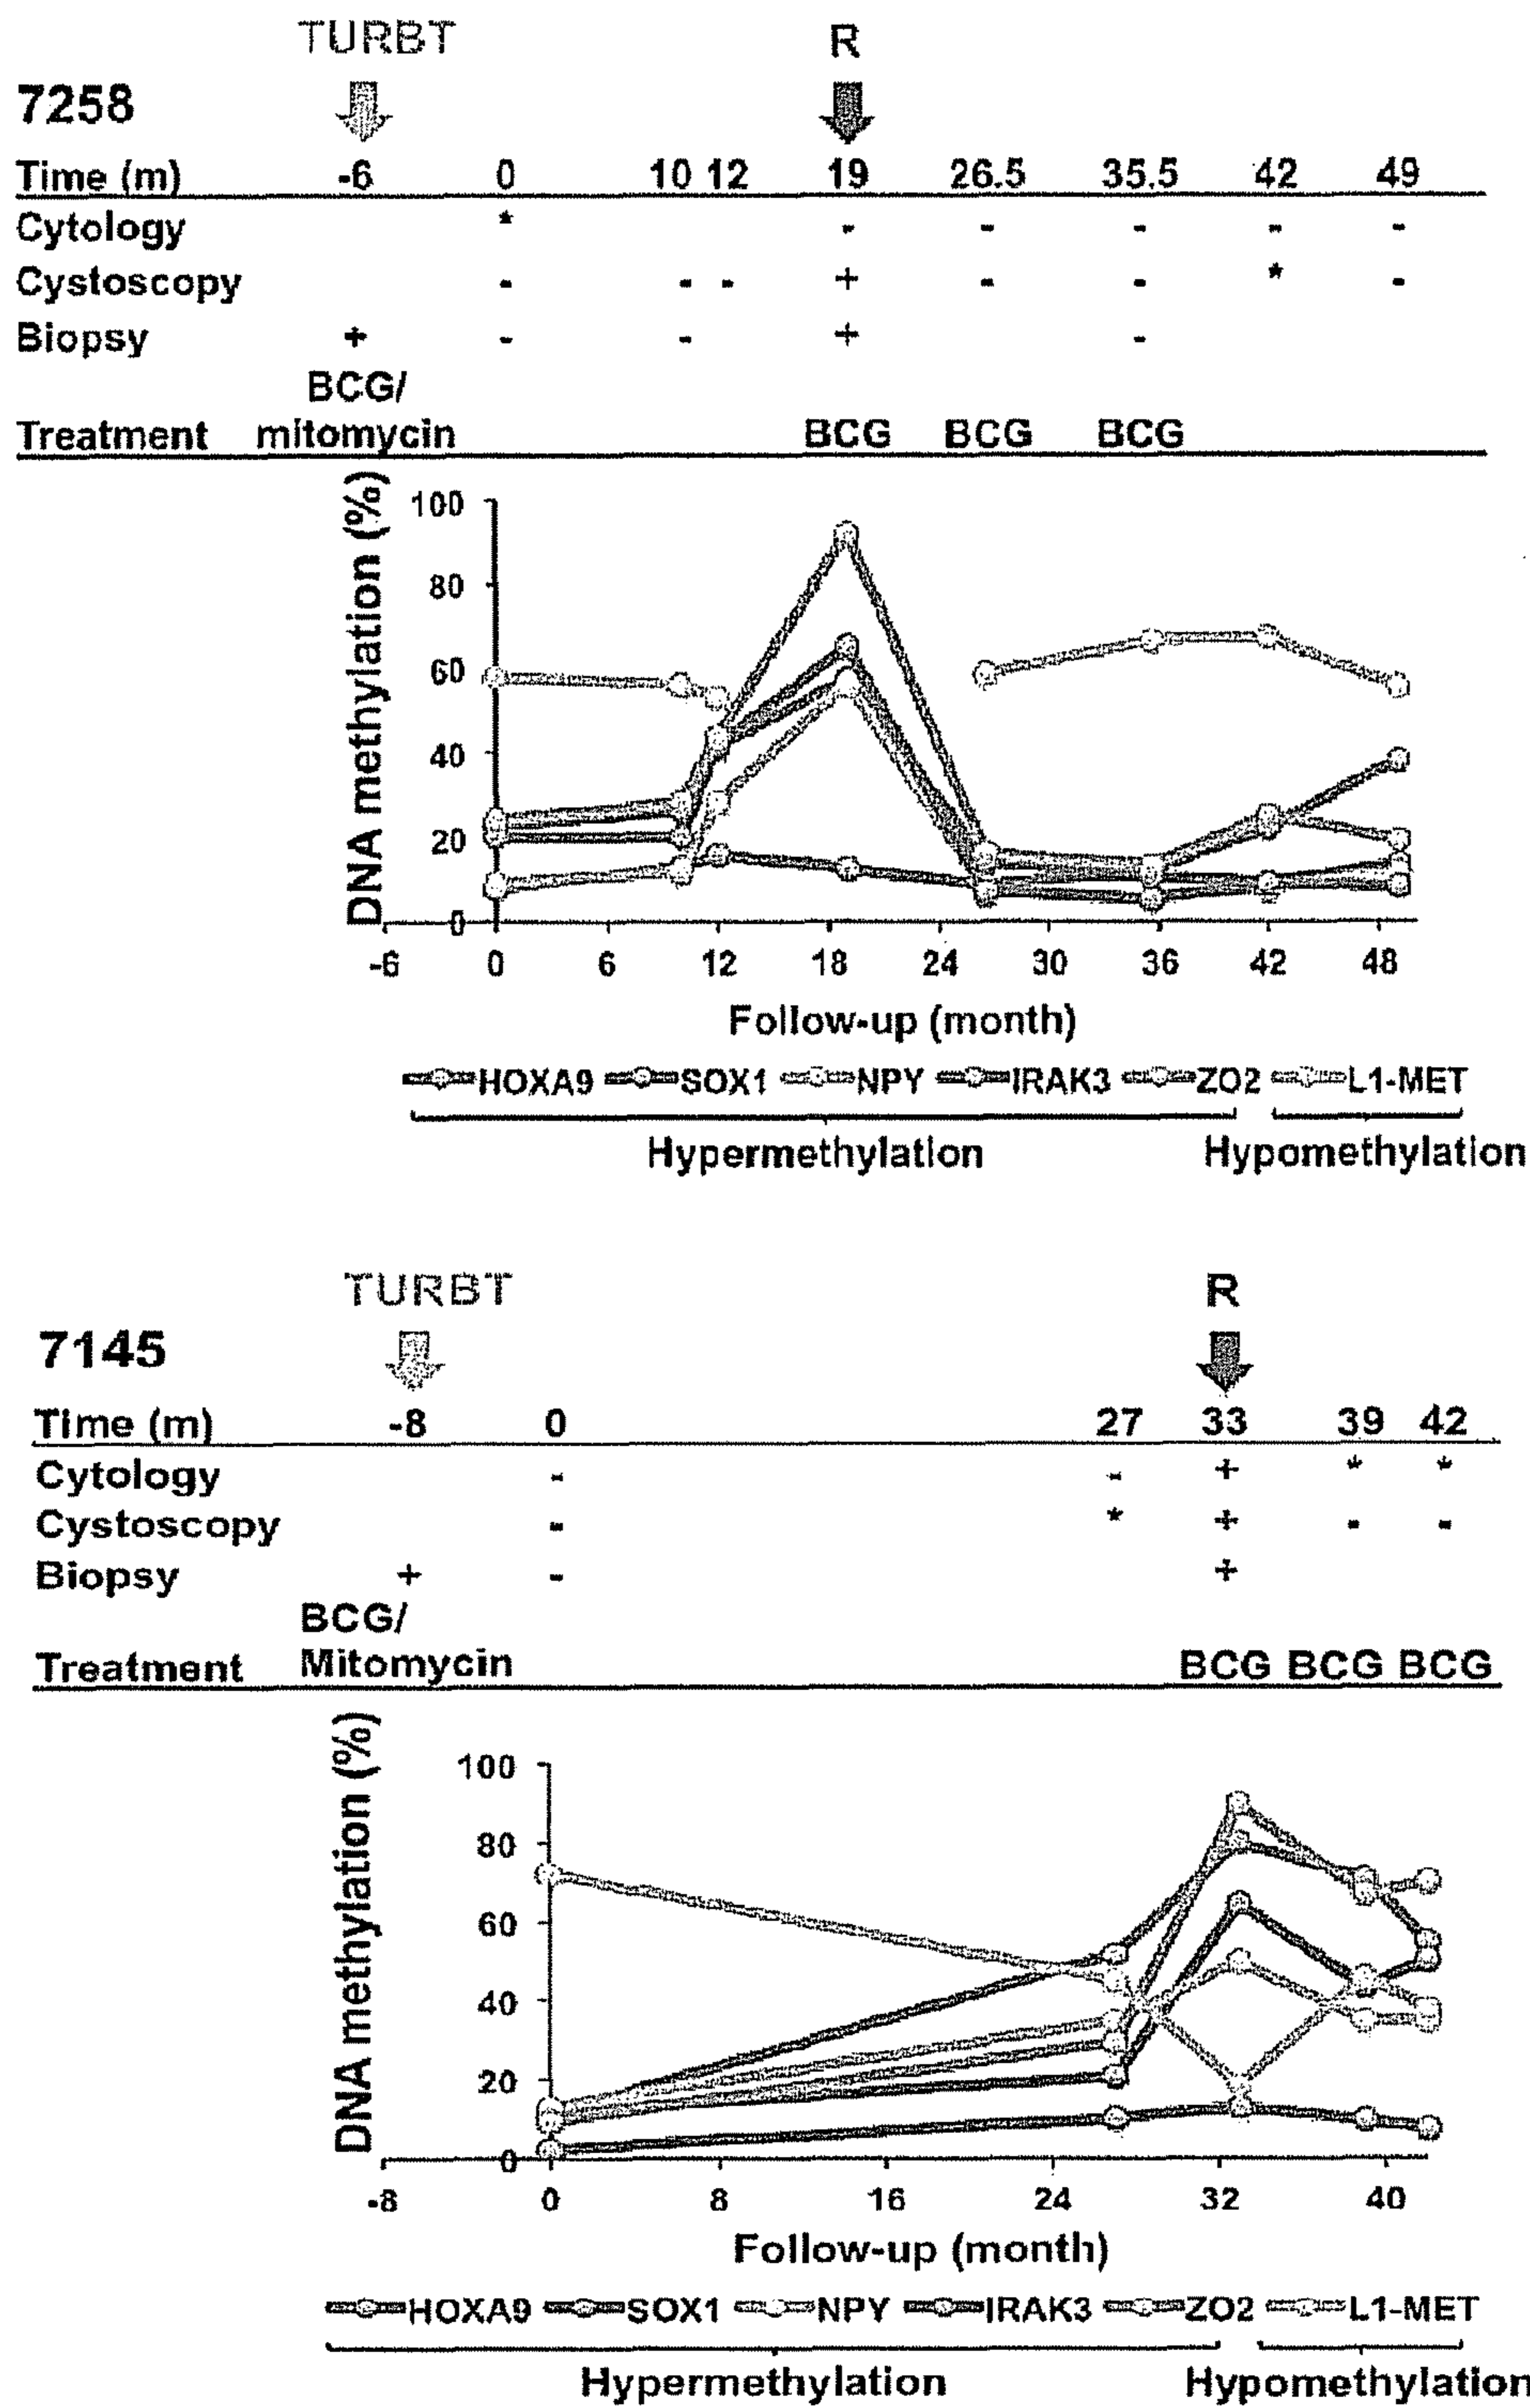 TURBT R
7258
Time (m) -6 0 10 12 19 26.5 35.5 42 49
Cytology * - - - - -
Cystoscopy - - - + - - * -
Biopsy + - - + -
BCG/
Treatment mitomycin BCG BCG BCG
DNA methylation (%)
100
80
60
40
20
0
-6 0 6 12 18 24 30 36 42 48
Follow-up (month)
HOXA9 SOX1 NPY IRAK3 ZO2 L1-MET
Hypermethylation Hypomethylation
TURBT R
7145
Time (m) -8 0 27 33 39 42
Cytology - - + * *
Cystoscopy - * + - -
Biopsy + - +
BCG/
Treatment Mitomycin BCG BCG BCG
DNA methylation (%)
100
80
60
40
20
0
-8 0 8 16 24 32 40
Follow-up (month)
HOXA9 SOX1 NPY IRAK3 ZO2 L1-MET
Hypermethylation Hypomethylation